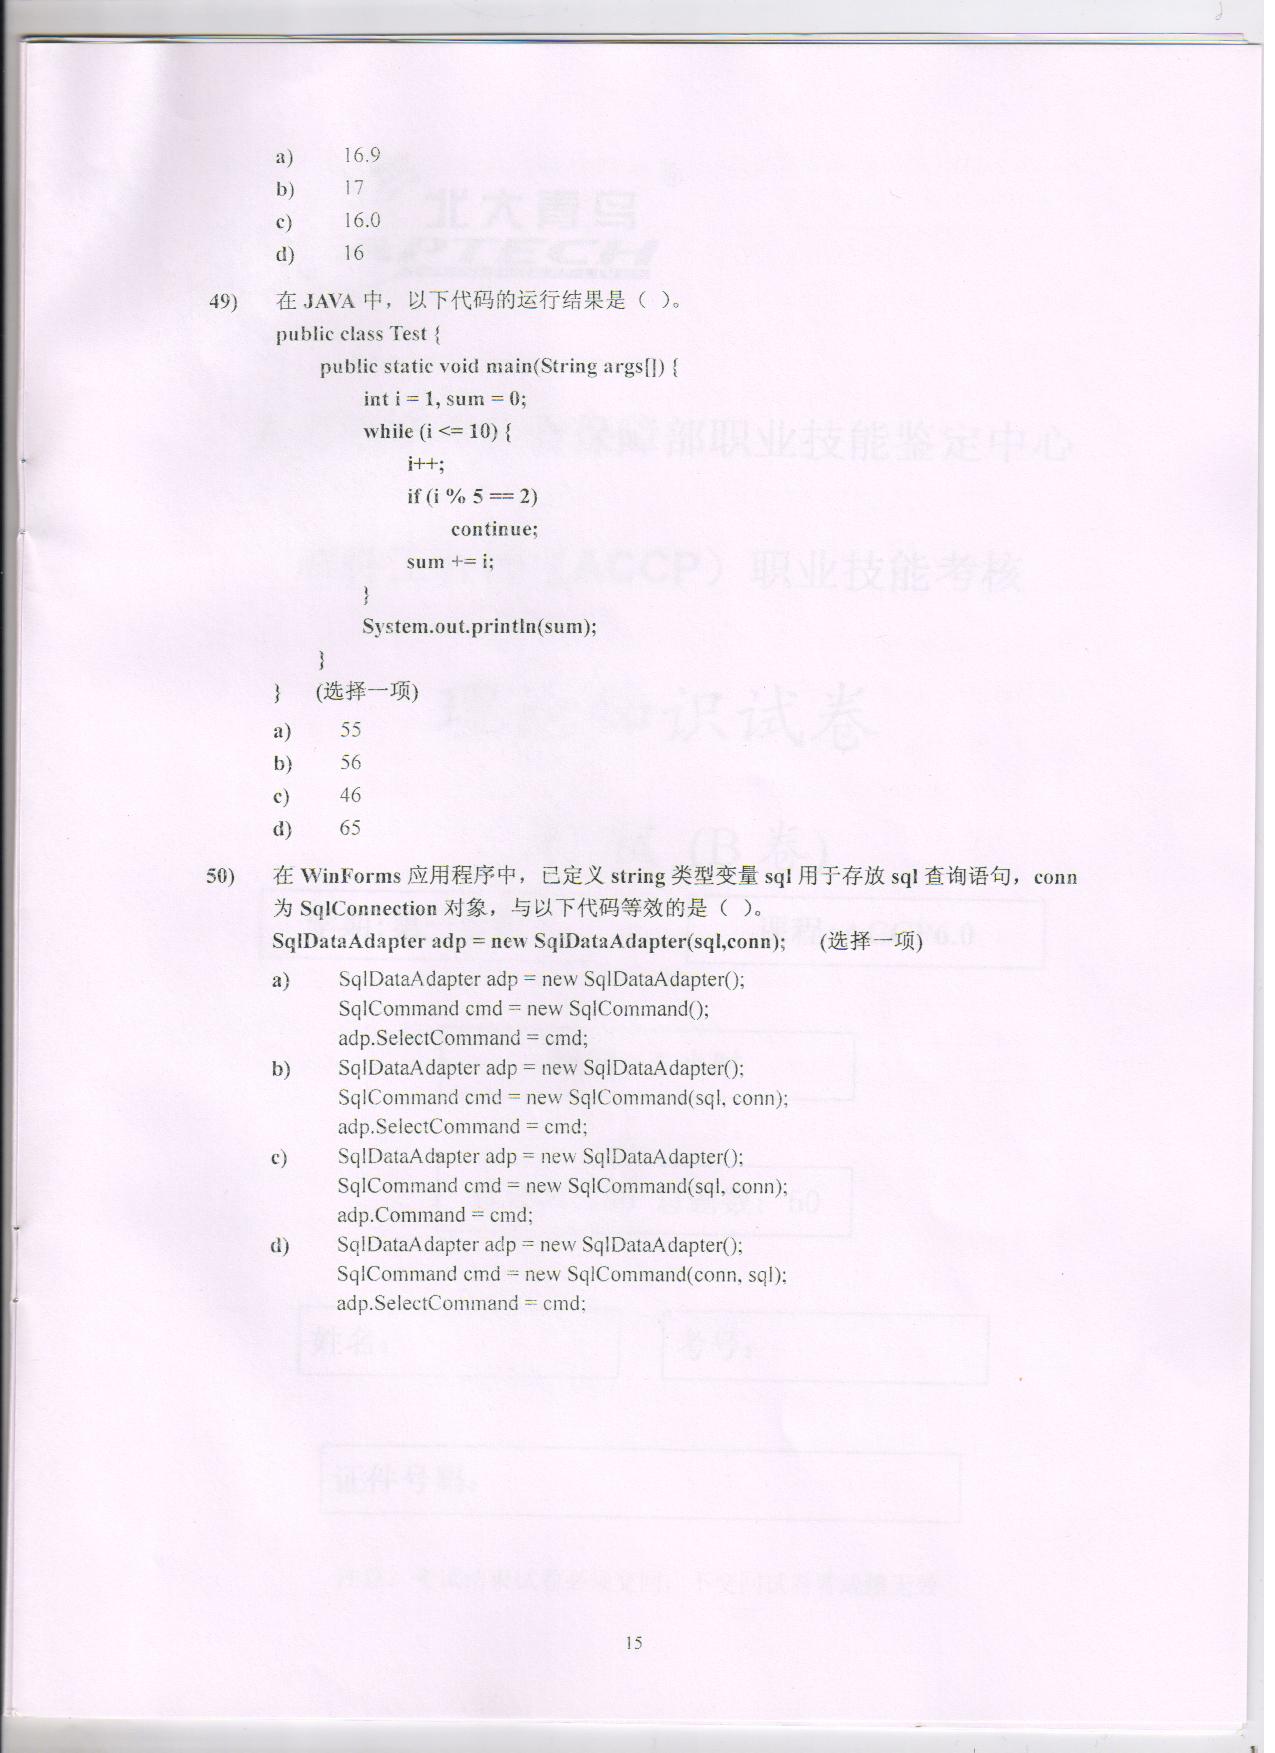 a) 16.9
b) 17
c) 16.0
d) 16
49) 在 JAVA 中，以下代码的运行结果是（ ）。
public class Test {
public static void main(String args[]) {
int i = 1, sum = 0;
while (i <= 10) {
i++;
if (i % 5 == 2)
continue;
sum += i;
}
System.out.println(sum);
}
} (选择一项)
a) 55
b) 56
c) 46
d) 65
50) 在 WinForms 应用程序中，已定义 string 类型变量 sql 用于存放 sql 查询语句，conn
为 SqlConnection 对象，与以下代码等效的是（ ）。
SqlDataAdapter adp = new SqlDataAdapter(sql,conn); (选择一项)
a) SqlDataAdapter adp = new SqlDataAdapter();
SqlCommand cmd = new SqlCommand();
adp.SelectCommand = cmd;
b) SqlDataAdapter adp = new SqlDataAdapter();
SqlCommand cmd = new SqlCommand(sql, conn);
adp.SelectCommand = cmd;
c) SqlDataAdapter adp = new SqlDataAdapter();
SqlCommand cmd = new SqlCommand(sql, conn);
adp.Command = cmd;
d) SqlDataAdapter adp = new SqlDataAdapter();
SqlCommand cmd = new SqlCommand(conn, sql);
adp.SelectCommand = cmd;
15